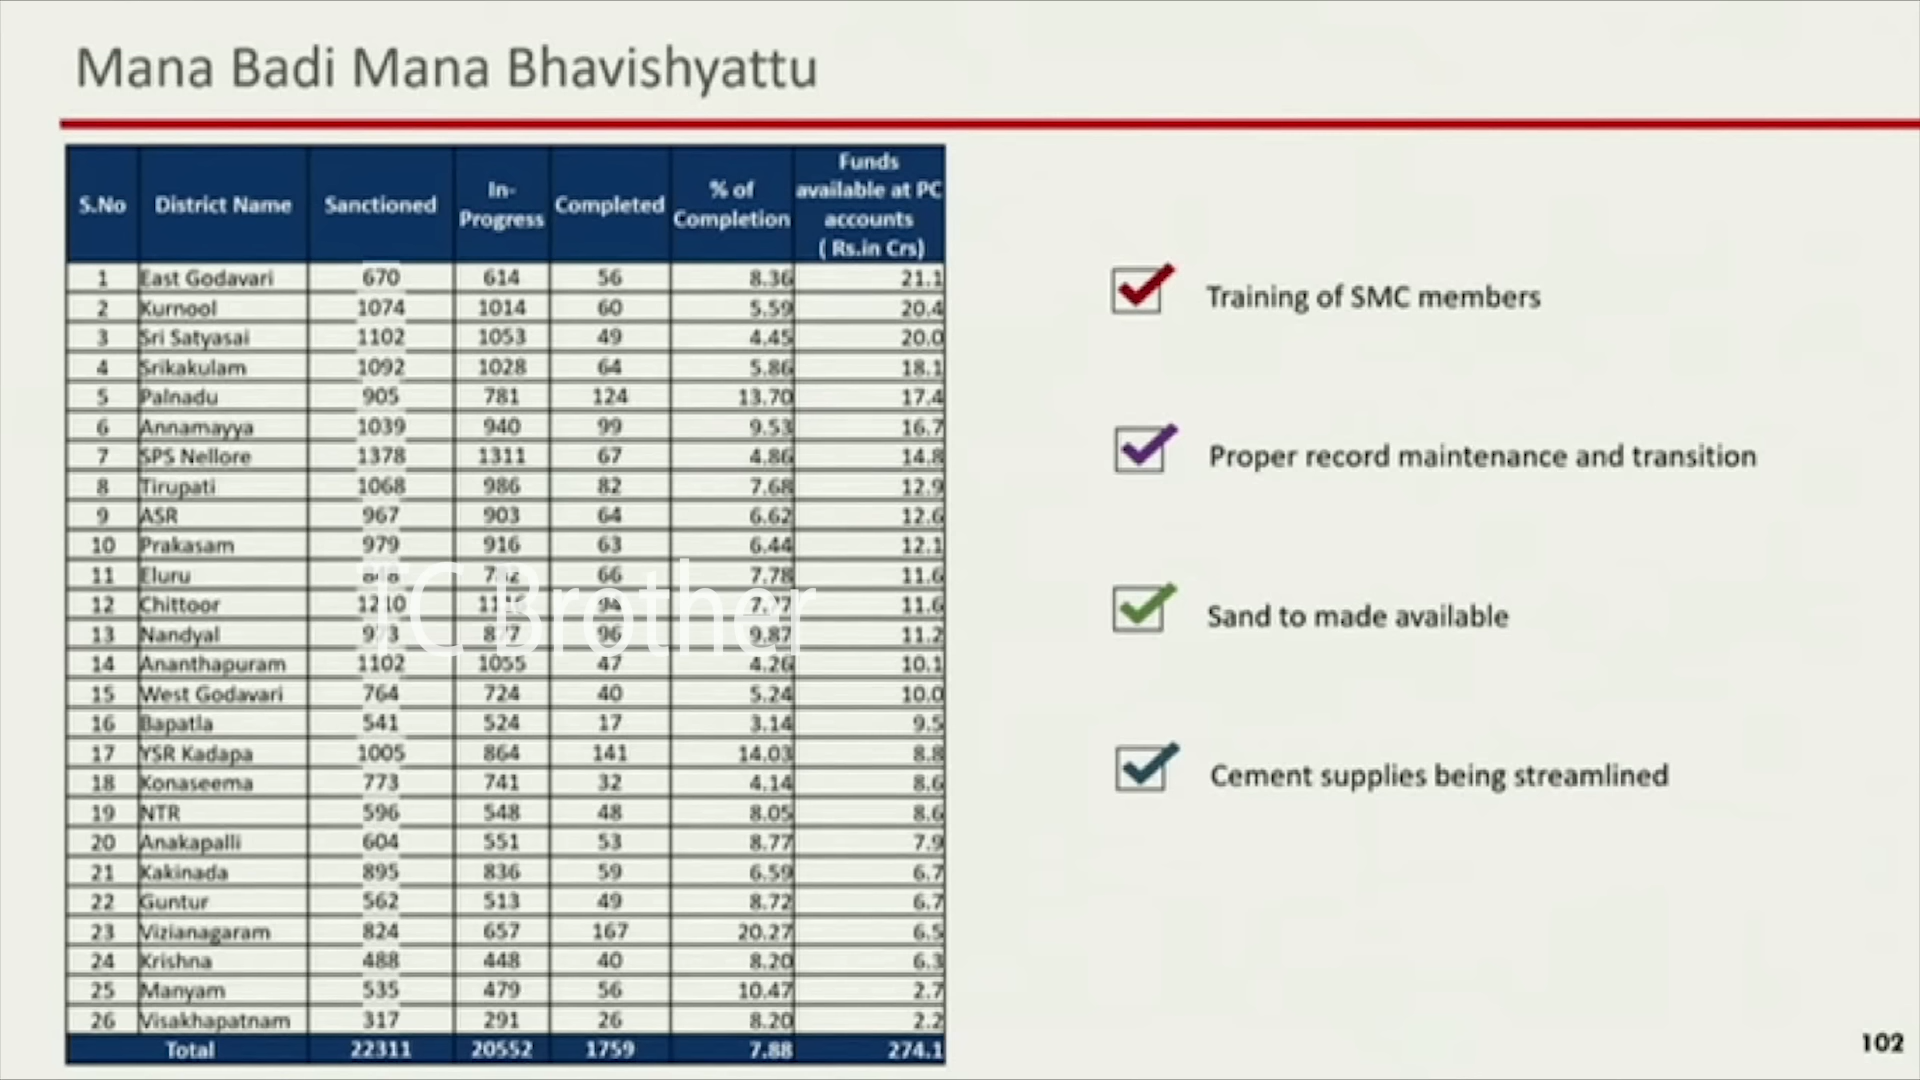 Mana Badi Mana Bhavishyattu
S.No District Name Sanctioned In-Progress Completed % of Completion Funds available at PC accounts ( Rs.in Crs)
1 East Godavari 670 614 56 8.36 21.1
2 Kurnool 1074 1014 60 5.59 20.4
3 Sri Satyasai 1102 1053 49 4.45 20.0
4 Srikakulam 1092 1028 64 5.86 18.1
5 Palnadu 905 781 124 13.70 17.4
6 Annamayya 1039 940 99 9.53 16.7
7 SPS Nellore 1378 1311 67 4.86 14.8
8 Tirupati 1068 986 82 7.68 12.9
9 ASR 967 903 64 6.62 12.6
10 Prakasam 979 916 63 6.44 12.1
11 Eluru 66 7.78 11.6
12 Chittoor 1210 1116 94 7.77 11.6
13 Nandyal 973 877 96 9.87 11.2
14 Ananthapuram 1102 1055 47 4.26 10.1
15 West Godavari 764 724 40 5.24 10.0
16 Bapatla 541 524 17 3.14 9.5
17 YSR Kadapa 1005 864 141 14.03 8.8
18 Konaseema 773 741 32 4.14 8.6
19 NTR 596 548 48 8.05 8.6
20 Anakapalli 604 551 53 8.77 7.9
21 Kakinada 895 836 59 6.59 6.7
22 Guntur 562 513 49 8.72 6.7
23 Vizianagaram 824 657 167 20.27 6.5
24 Krishna 488 448 40 8.20 6.3
25 Manyam 535 479 56 10.47 2.7
26 Visakhapatnam 317 291 26 8.20 2.2
Total 22311 20552 1759 7.88 274.1
JC Brother
Training of SMC members
Proper record maintenance and transition
Sand to made available
Cement supplies being streamlined
102